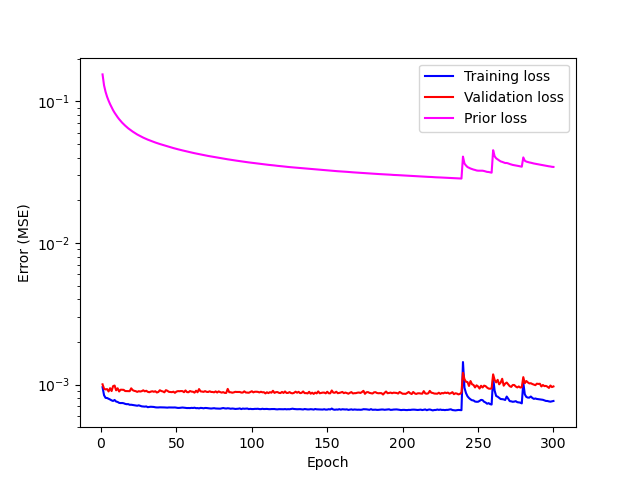 Training loss
Validation loss
Prior loss
10⁻¹
10⁻²
10⁻³
Error (MSE)
0 50 100 150 200 250 300
Epoch